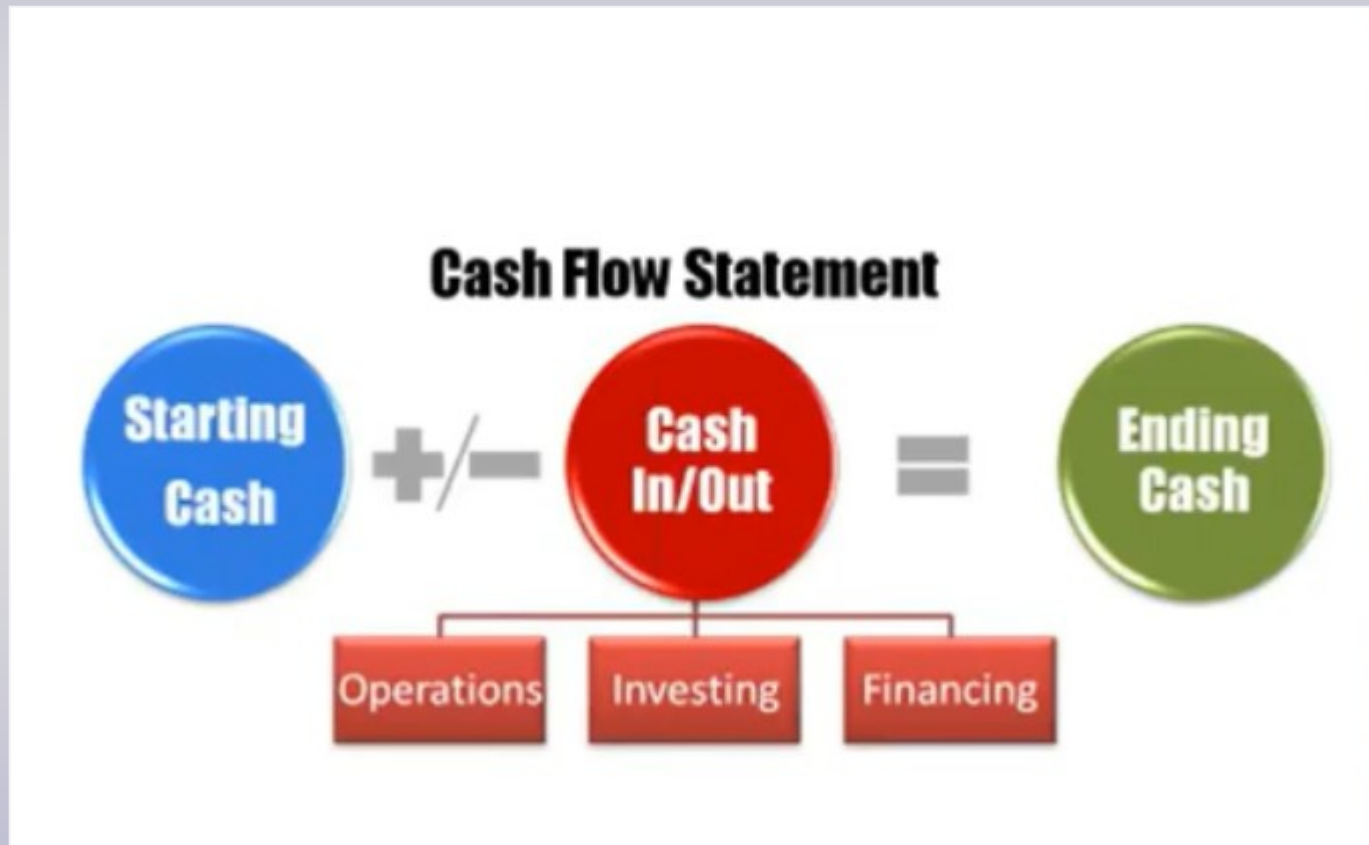 Cash Flow Statement
Starting
Cash
+/-
Cash
In/Out
=
Ending
Cash
Operations
Investing
Financing